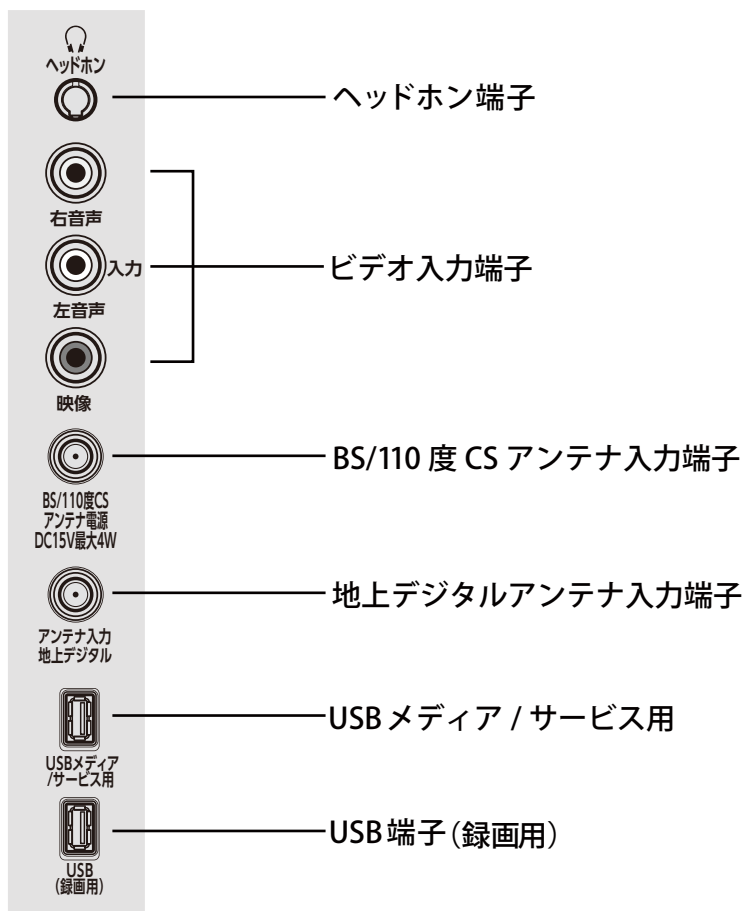 ヘッドホン
ヘッドホン端子
右音声
入力
ビデオ入力端子
左音声
映像
BS/110 度 CS アンテナ入力端子
BS/110度CS
アンテナ電源
DC15V最大4W
地上デジタルアンテナ入力端子
アンテナ入力
地上デジタル
USBメディア / サービス用
USBメディア
/サービス用
USB端子(録画用)
USB
(録画用)